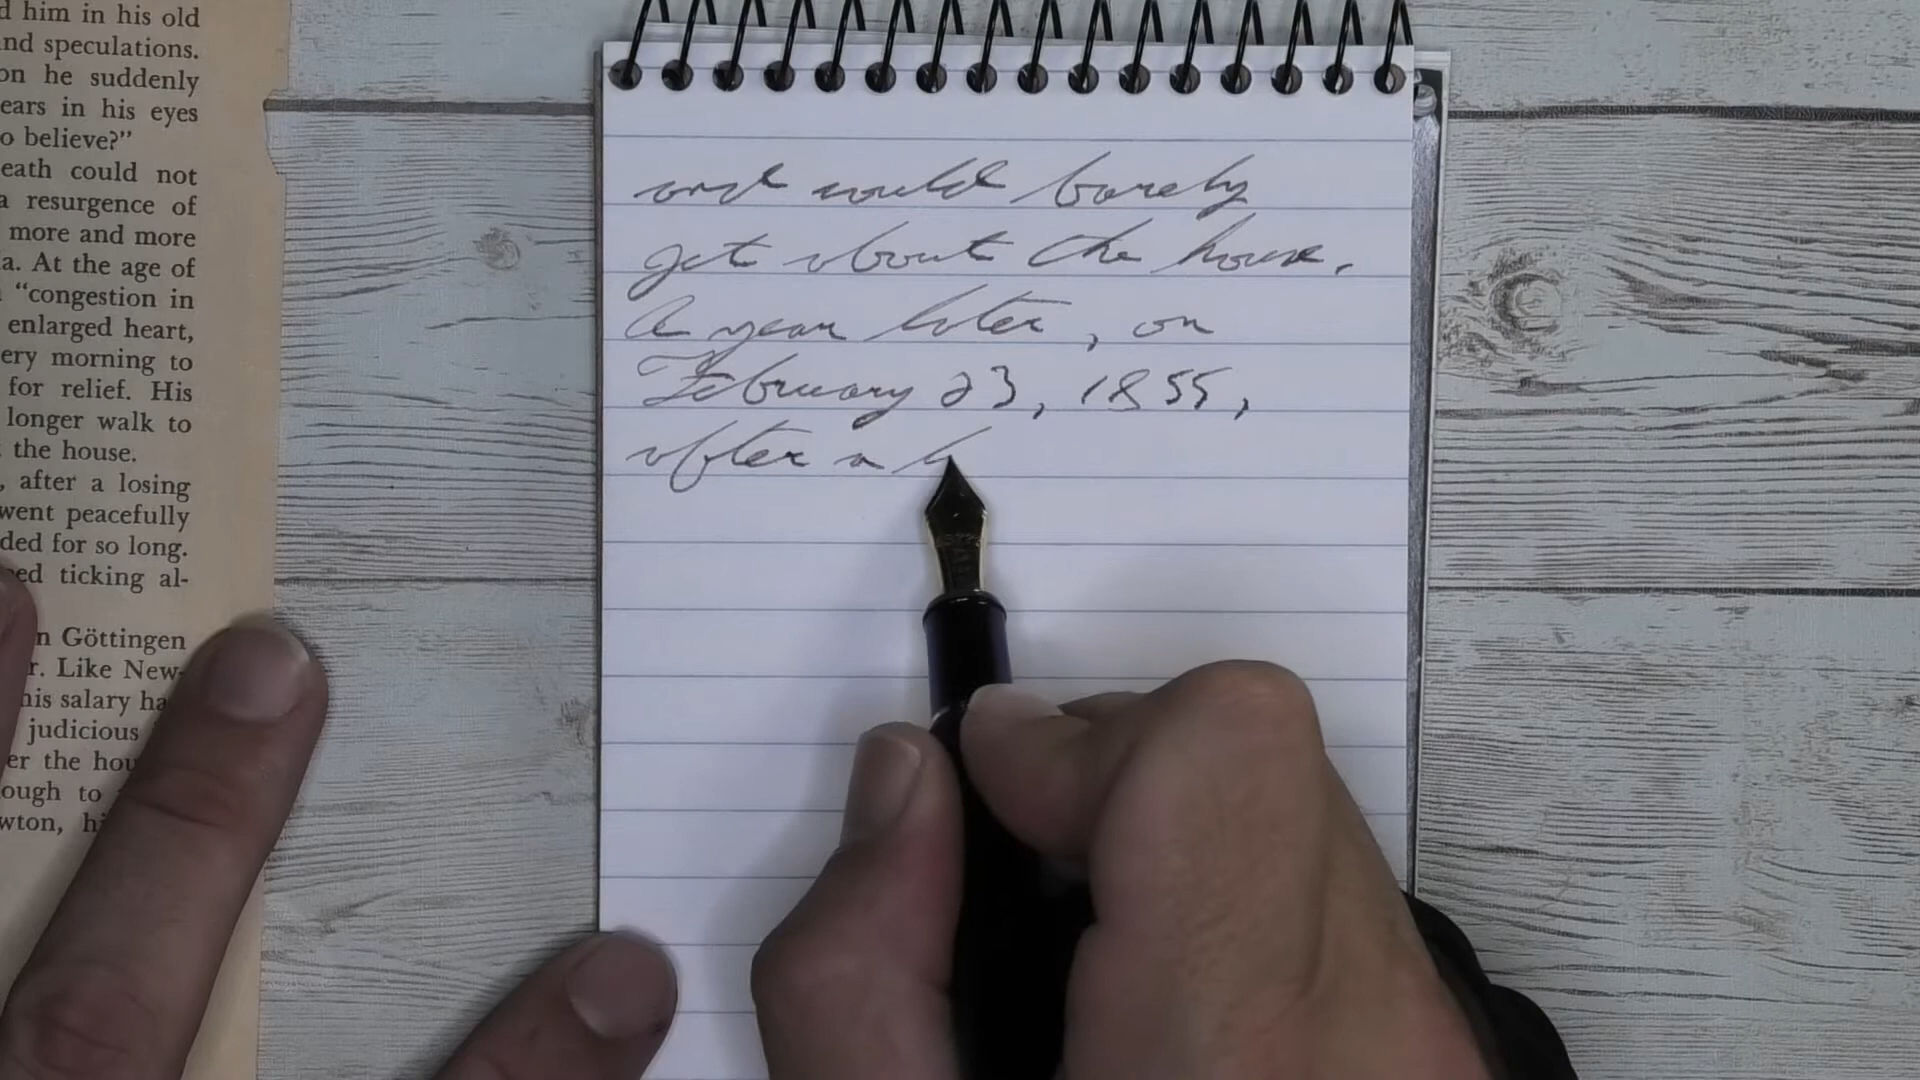 d him in his old
nd speculations.
on he suddenly
ears in his eyes
o believe?"
eath could not
a resurgence of
more and more
a. At the age of
"congestion in
enlarged heart,
ery morning to
for relief. His
longer walk to
the house.
, after a losing
went peacefully
ded for so long.
ed ticking al-
n Göttingen
r. Like New-
his salary ha
judicious
er the hou
ough to
wton, hi
and could barely
get about the house.
A year later, on
February 23, 1855,
after a l